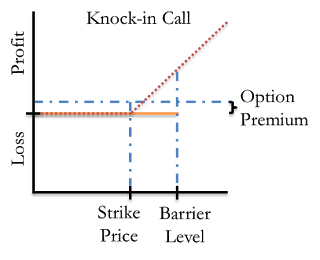 Knock-in Call
Profit
Loss
Option
Premium
Strike
Price
Barrier
Level